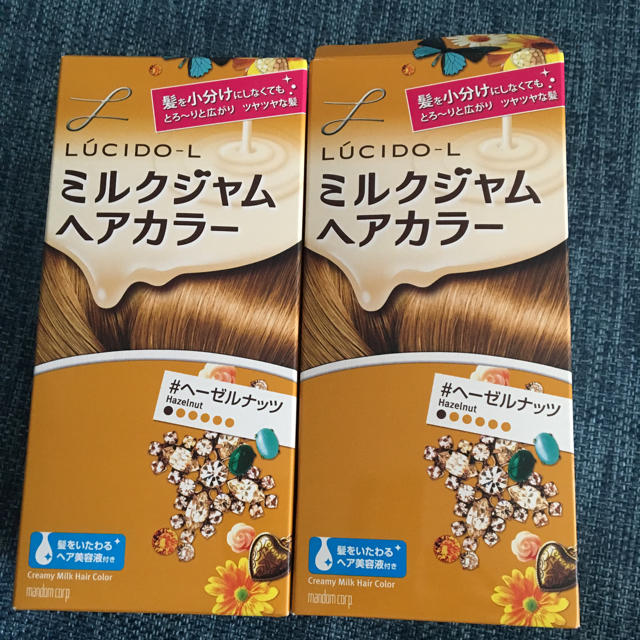 髪を小分けにしなくても
とろ〜りと広がり ツヤツヤな髪
LÚCIDO-L
ミルクジャム
ヘアカラー
#ヘーゼルナッツ
Hazelnut
髪をいたわる
ヘア美容液付き
Creamy Milk Hair Color
mandom corp
髪を小分けにしなくても
とろ〜りと広がり ツヤツヤな髪
LÚCIDO-L
ミルクジャム
ヘアカラー
#ヘーゼルナッツ
Hazelnut
髪をいたわる
ヘア美容液付き
Creamy Milk Hair Color
mandom corp